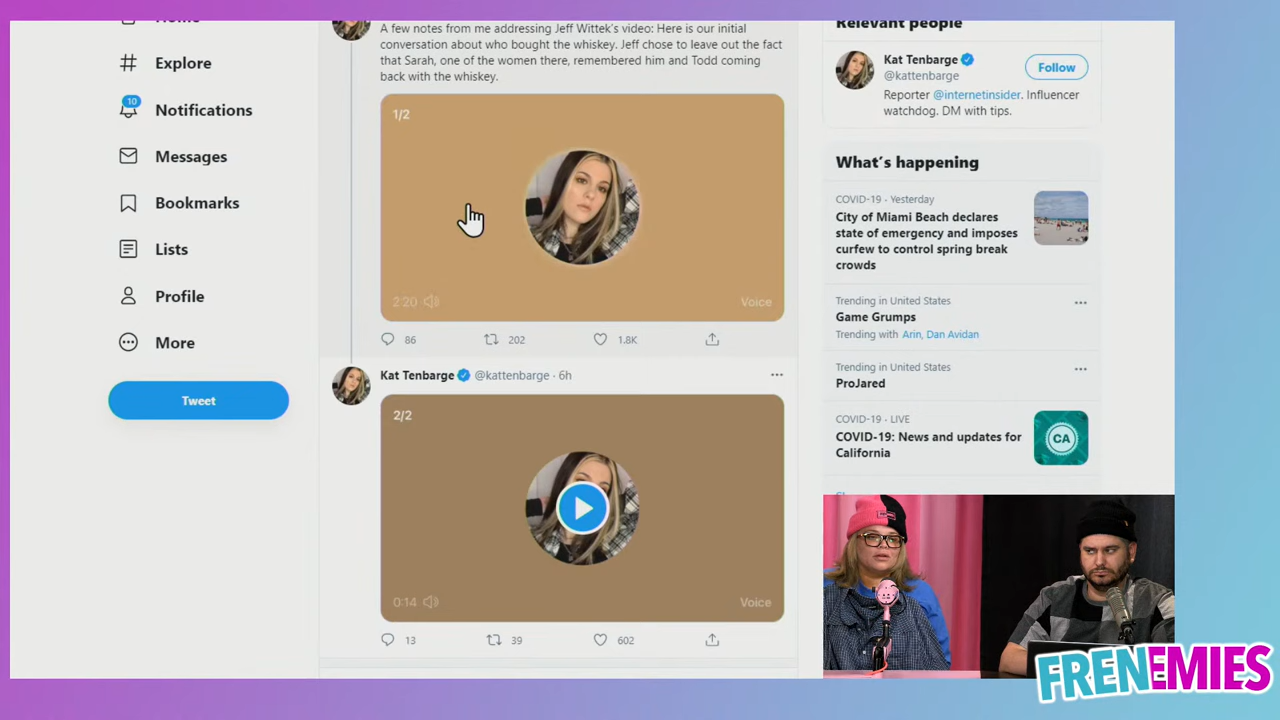 Explore
10
Notifications
Messages
Bookmarks
Lists
Profile
More
Tweet
A few notes from me addressing Jeff Wittek's video: Here is our initial
conversation about who bought the whiskey. Jeff chose to leave out the fact
that Sarah, one of the women there, remembered him and Todd coming
back with the whiskey.
1/2
2:20
Voice
86
202
1.8K
Kat Tenbarge @kattenbarge · 6h
2/2
0:14
Voice
13
39
602
Relevant people
Kat Tenbarge
@kattenbarge
Follow
Reporter @internetinsider. Influencer
watchdog. DM with tips.
What's happening
COVID-19 · Yesterday
City of Miami Beach declares
state of emergency and imposes
curfew to control spring break
crowds
Trending in United States
Game Grumps
Trending with Arin, Dan Avidan
Trending in United States
ProJared
COVID-19 · LIVE
COVID-19: News and updates for
California
CA
FRENEMIES